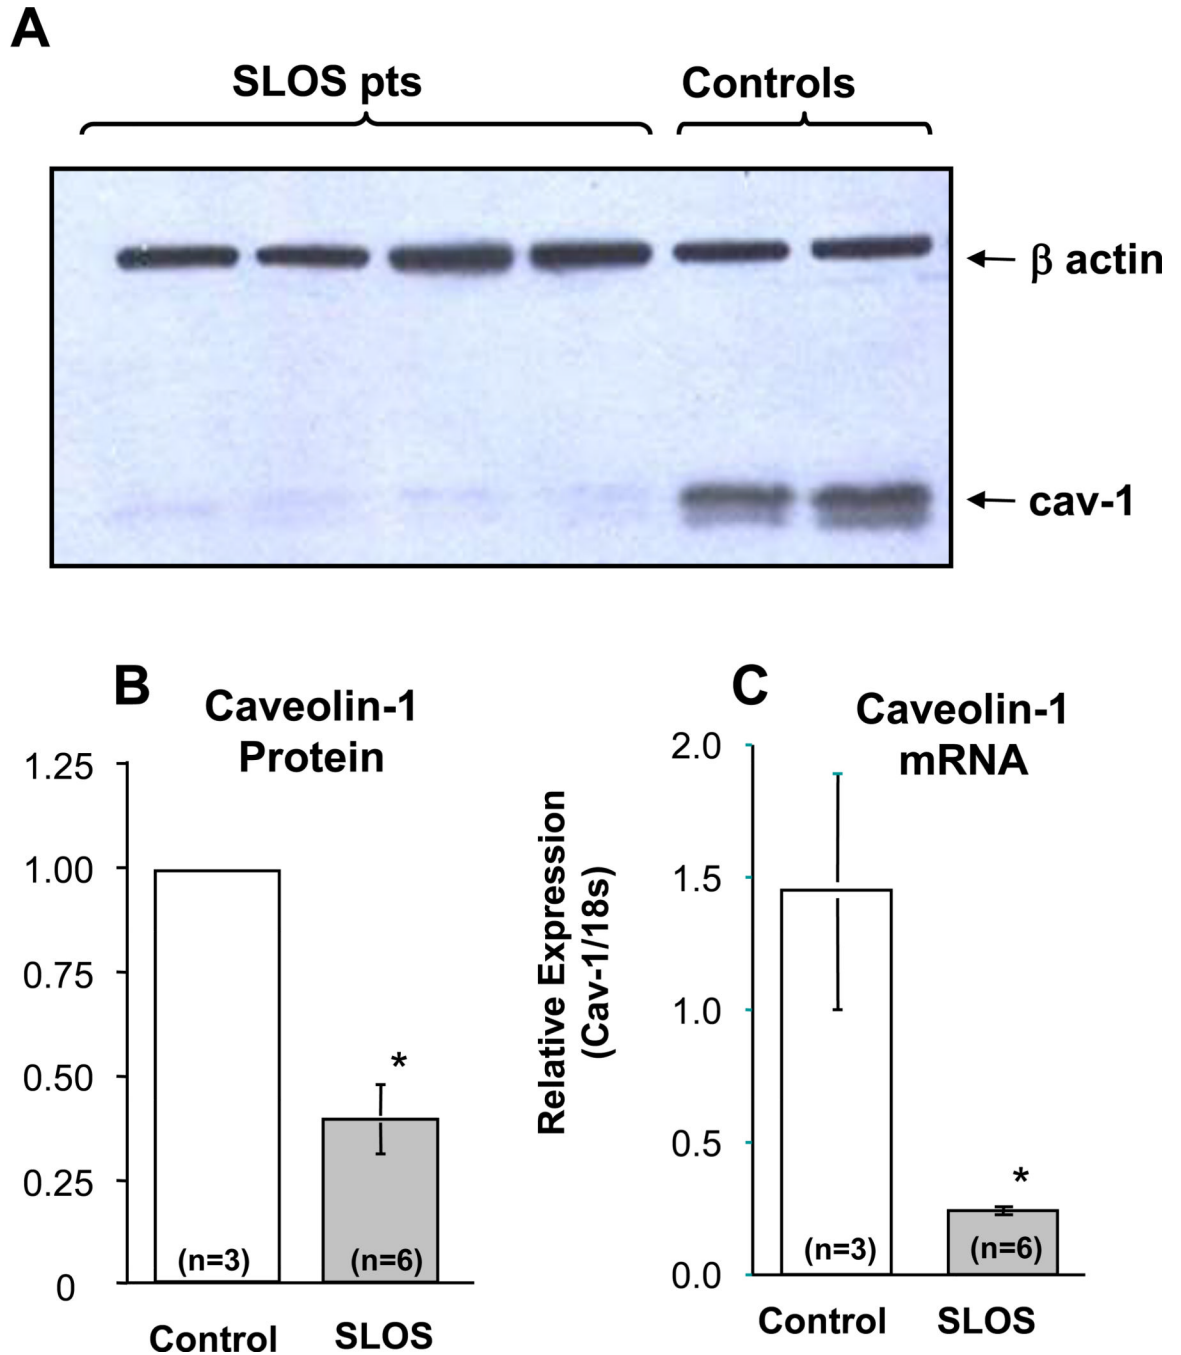 A
SLOS pts
Controls
β actin
cav-1
B
Caveolin-1
Protein
1.25
1.00
0.75
0.50
0.25
0
*
(n=3)
(n=6)
Control
SLOS
C
Caveolin-1
mRNA
Relative Expression
(Cav-1/18s)
2.0
1.5
1.0
0.5
0.0
*
(n=3)
(n=6)
Control
SLOS